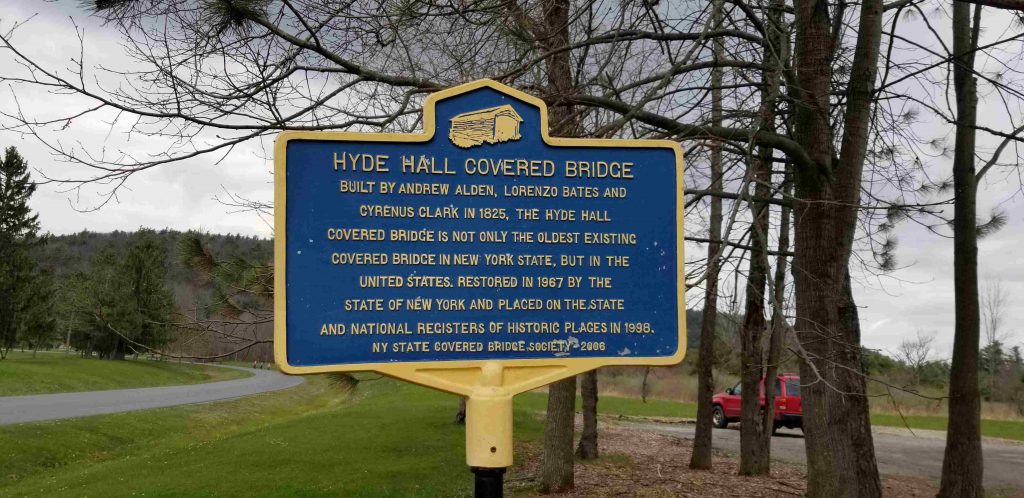 HYDE HALL COVERED BRIDGE
BUILT BY ANDREW ALDEN, LORENZO BATES AND
CYRENUS CLARK IN 1825, THE HYDE HALL
COVERED BRIDGE IS NOT ONLY THE OLDEST EXISTING
COVERED BRIDGE IN NEW YORK STATE, BUT IN THE
UNITED STATES. RESTORED IN 1967 BY THE
STATE OF NEW YORK AND PLACED ON THE STATE
AND NATIONAL REGISTERS OF HISTORIC PLACES IN 1998.
NY STATE COVERED BRIDGE SOCIETY - 2006